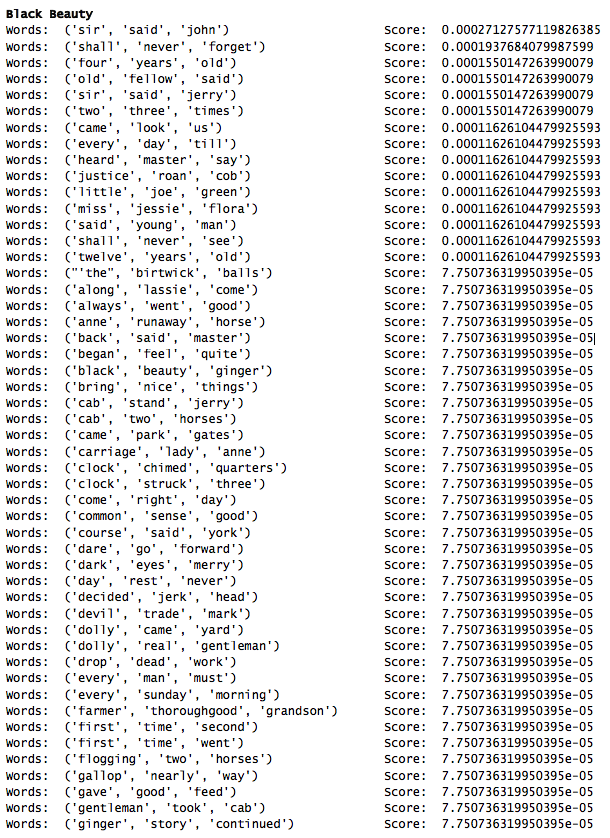 Black Beauty
Words: ('sir', 'said', 'john') Score: 0.00027127577119826385
Words: ('shall', 'never', 'forget') Score: 0.0001937684079987599
Words: ('four', 'years', 'old') Score: 0.0001550147263990079
Words: ('old', 'fellow', 'said') Score: 0.0001550147263990079
Words: ('sir', 'said', 'jerry') Score: 0.0001550147263990079
Words: ('two', 'three', 'times') Score: 0.0001550147263990079
Words: ('came', 'look', 'us') Score: 0.00011626104479925593
Words: ('every', 'day', 'till') Score: 0.00011626104479925593
Words: ('heard', 'master', 'say') Score: 0.00011626104479925593
Words: ('justice', 'roan', 'cob') Score: 0.00011626104479925593
Words: ('little', 'joe', 'green') Score: 0.00011626104479925593
Words: ('miss', 'jessie', 'flora') Score: 0.00011626104479925593
Words: ('said', 'young', 'man') Score: 0.00011626104479925593
Words: ('shall', 'never', 'see') Score: 0.00011626104479925593
Words: ('twelve', 'years', 'old') Score: 0.00011626104479925593
Words: ("'the", 'birtwick', 'balls') Score: 7.750736319950395e-05
Words: ('along', 'lassie', 'come') Score: 7.750736319950395e-05
Words: ('always', 'went', 'good') Score: 7.750736319950395e-05
Words: ('anne', 'runaway', 'horse') Score: 7.750736319950395e-05
Words: ('back', 'said', 'master') Score: 7.750736319950395e-05
Words: ('began', 'feel', 'quite') Score: 7.750736319950395e-05
Words: ('black', 'beauty', 'ginger') Score: 7.750736319950395e-05
Words: ('bring', 'nice', 'things') Score: 7.750736319950395e-05
Words: ('cab', 'stand', 'jerry') Score: 7.750736319950395e-05
Words: ('cab', 'two', 'horses') Score: 7.750736319950395e-05
Words: ('came', 'park', 'gates') Score: 7.750736319950395e-05
Words: ('carriage', 'lady', 'anne') Score: 7.750736319950395e-05
Words: ('clock', 'chimed', 'quarters') Score: 7.750736319950395e-05
Words: ('clock', 'struck', 'three') Score: 7.750736319950395e-05
Words: ('come', 'right', 'day') Score: 7.750736319950395e-05
Words: ('common', 'sense', 'good') Score: 7.750736319950395e-05
Words: ('course', 'said', 'york') Score: 7.750736319950395e-05
Words: ('dare', 'go', 'forward') Score: 7.750736319950395e-05
Words: ('dark', 'eyes', 'merry') Score: 7.750736319950395e-05
Words: ('day', 'rest', 'never') Score: 7.750736319950395e-05
Words: ('decided', 'jerk', 'head') Score: 7.750736319950395e-05
Words: ('devil', 'trade', 'mark') Score: 7.750736319950395e-05
Words: ('dolly', 'came', 'yard') Score: 7.750736319950395e-05
Words: ('dolly', 'real', 'gentleman') Score: 7.750736319950395e-05
Words: ('drop', 'dead', 'work') Score: 7.750736319950395e-05
Words: ('every', 'man', 'must') Score: 7.750736319950395e-05
Words: ('every', 'sunday', 'morning') Score: 7.750736319950395e-05
Words: ('farmer', 'thoroughgood', 'grandson') Score: 7.750736319950395e-05
Words: ('first', 'time', 'second') Score: 7.750736319950395e-05
Words: ('first', 'time', 'went') Score: 7.750736319950395e-05
Words: ('flogging', 'two', 'horses') Score: 7.750736319950395e-05
Words: ('gallop', 'nearly', 'way') Score: 7.750736319950395e-05
Words: ('gave', 'good', 'feed') Score: 7.750736319950395e-05
Words: ('gentleman', 'took', 'cab') Score: 7.750736319950395e-05
Words: ('ginger', 'story', 'continued') Score: 7.750736319950395e-05